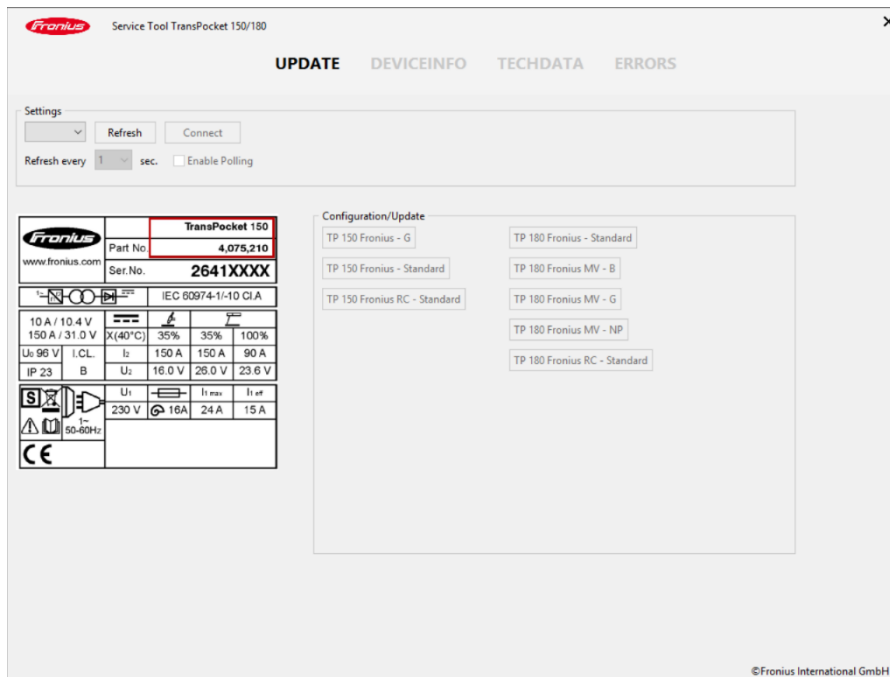 Fronius
Service Tool TransPocket 150/180
UPDATE DEVICEINFO TECHDATA ERRORS
Settings
Refresh Connect
Refresh every 1 sec. Enable Polling
Fronius
www.fronius.com
TransPocket 150
Part No. 4,075,210
Ser.No. 2641XXXX
1~ IEC 60974-1/-10 Cl.A
10 A / 10.4 V
150 A / 31.0 V X(40°C) 35% 35% 100%
U₀ 96 V I.CL. I₂ 150 A 150 A 90 A
IP 23 B U₂ 16.0 V 26.0 V 23.6 V
S U₁ I₁ max I₁ eff
230 V 16A 24 A 15 A
1~
50-60Hz
CE
Configuration/Update
TP 150 Fronius - G TP 180 Fronius - Standard
TP 150 Fronius - Standard TP 180 Fronius MV - B
TP 150 Fronius RC - Standard TP 180 Fronius MV - G
TP 180 Fronius MV - NP
TP 180 Fronius RC - Standard
©Fronius International GmbH